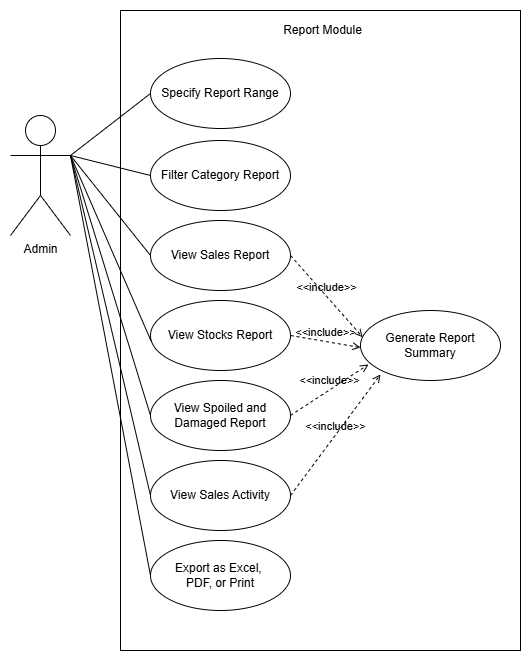 Report Module
Specify Report Range
Filter Category Report
Admin
View Sales Report
<<include>>
View Stocks Report
<<include>>
Generate Report
Summary
<<include>>
View Spoiled and
Damaged Report
<<include>>
View Sales Activity
Export as Excel,
PDF, or Print